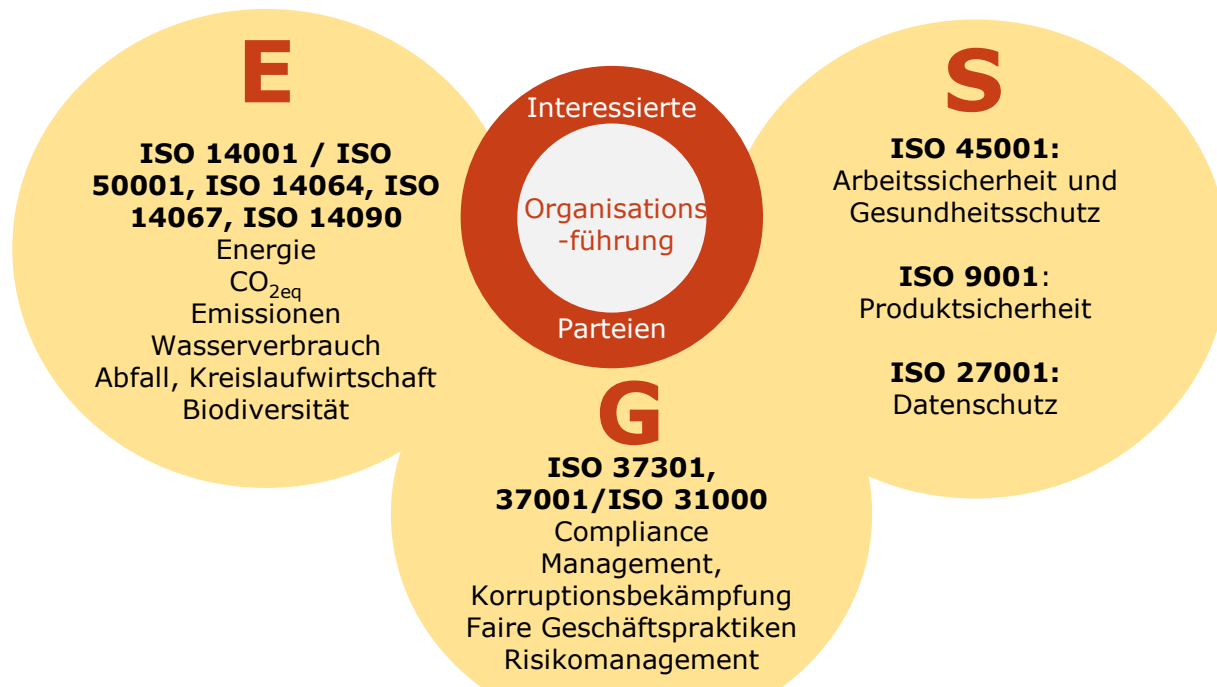 E
ISO 14001 / ISO
50001, ISO 14064, ISO
14067, ISO 14090
Energie
CO2eq
Emissionen
Wasserverbrauch
Abfall, Kreislaufwirtschaft
Biodiversität
Interessierte
Organisations
-führung
Parteien
S
ISO 45001:
Arbeitssicherheit und
Gesundheitsschutz
ISO 9001:
Produktsicherheit
ISO 27001:
Datenschutz
G
ISO 37301,
37001/ISO 31000
Compliance
Management,
Korruptionsbekämpfung
Faire Geschäftspraktiken
Risikomanagement